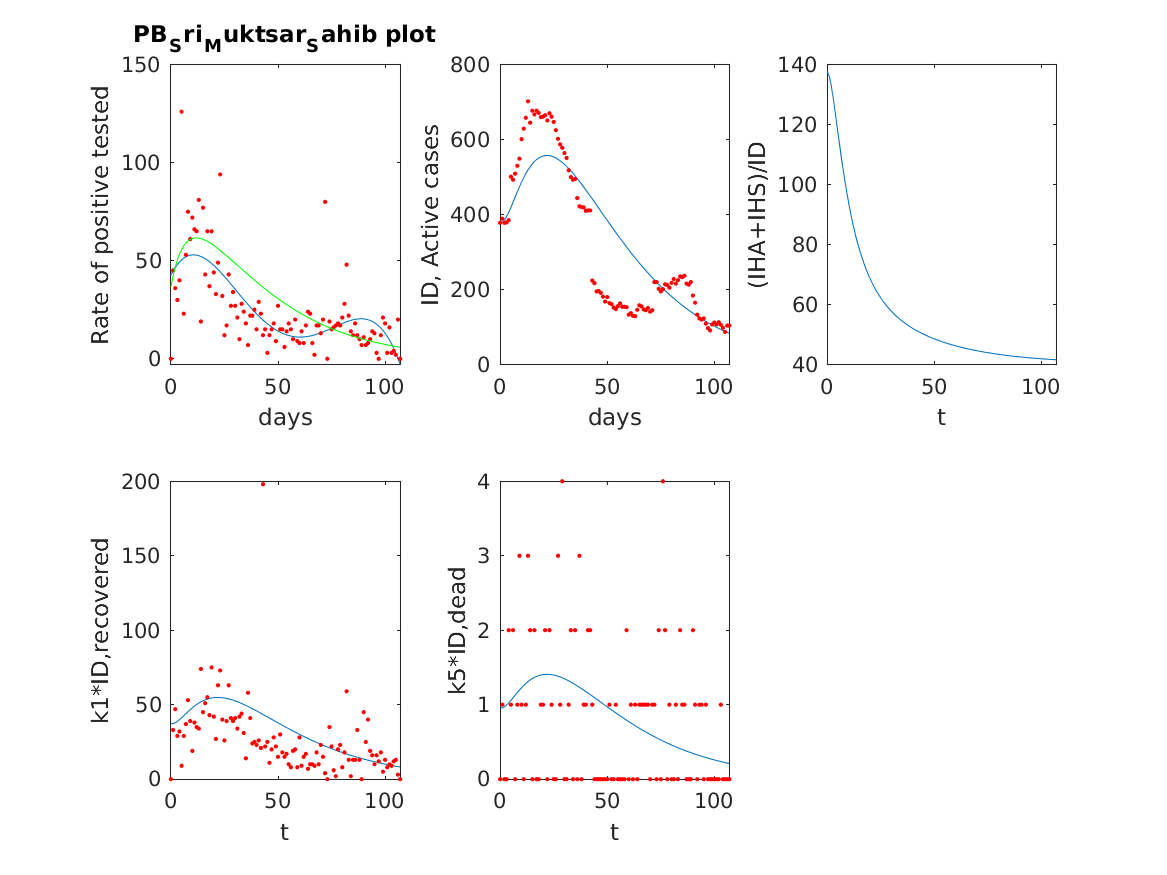 PB_Sri_Muktsar_Sahib plot
150
100
50
0
0 50 100
Rate of positive tested
days
800
600
400
200
0
0 50 100
ID, Active cases
days
140
120
100
80
60
40
0 50 100
(IHA+IHS)/ID
t
200
150
100
50
0
0 50 100
k1*ID,recovered
t
4
3
2
1
0
0 50 100
k5*ID,dead
t